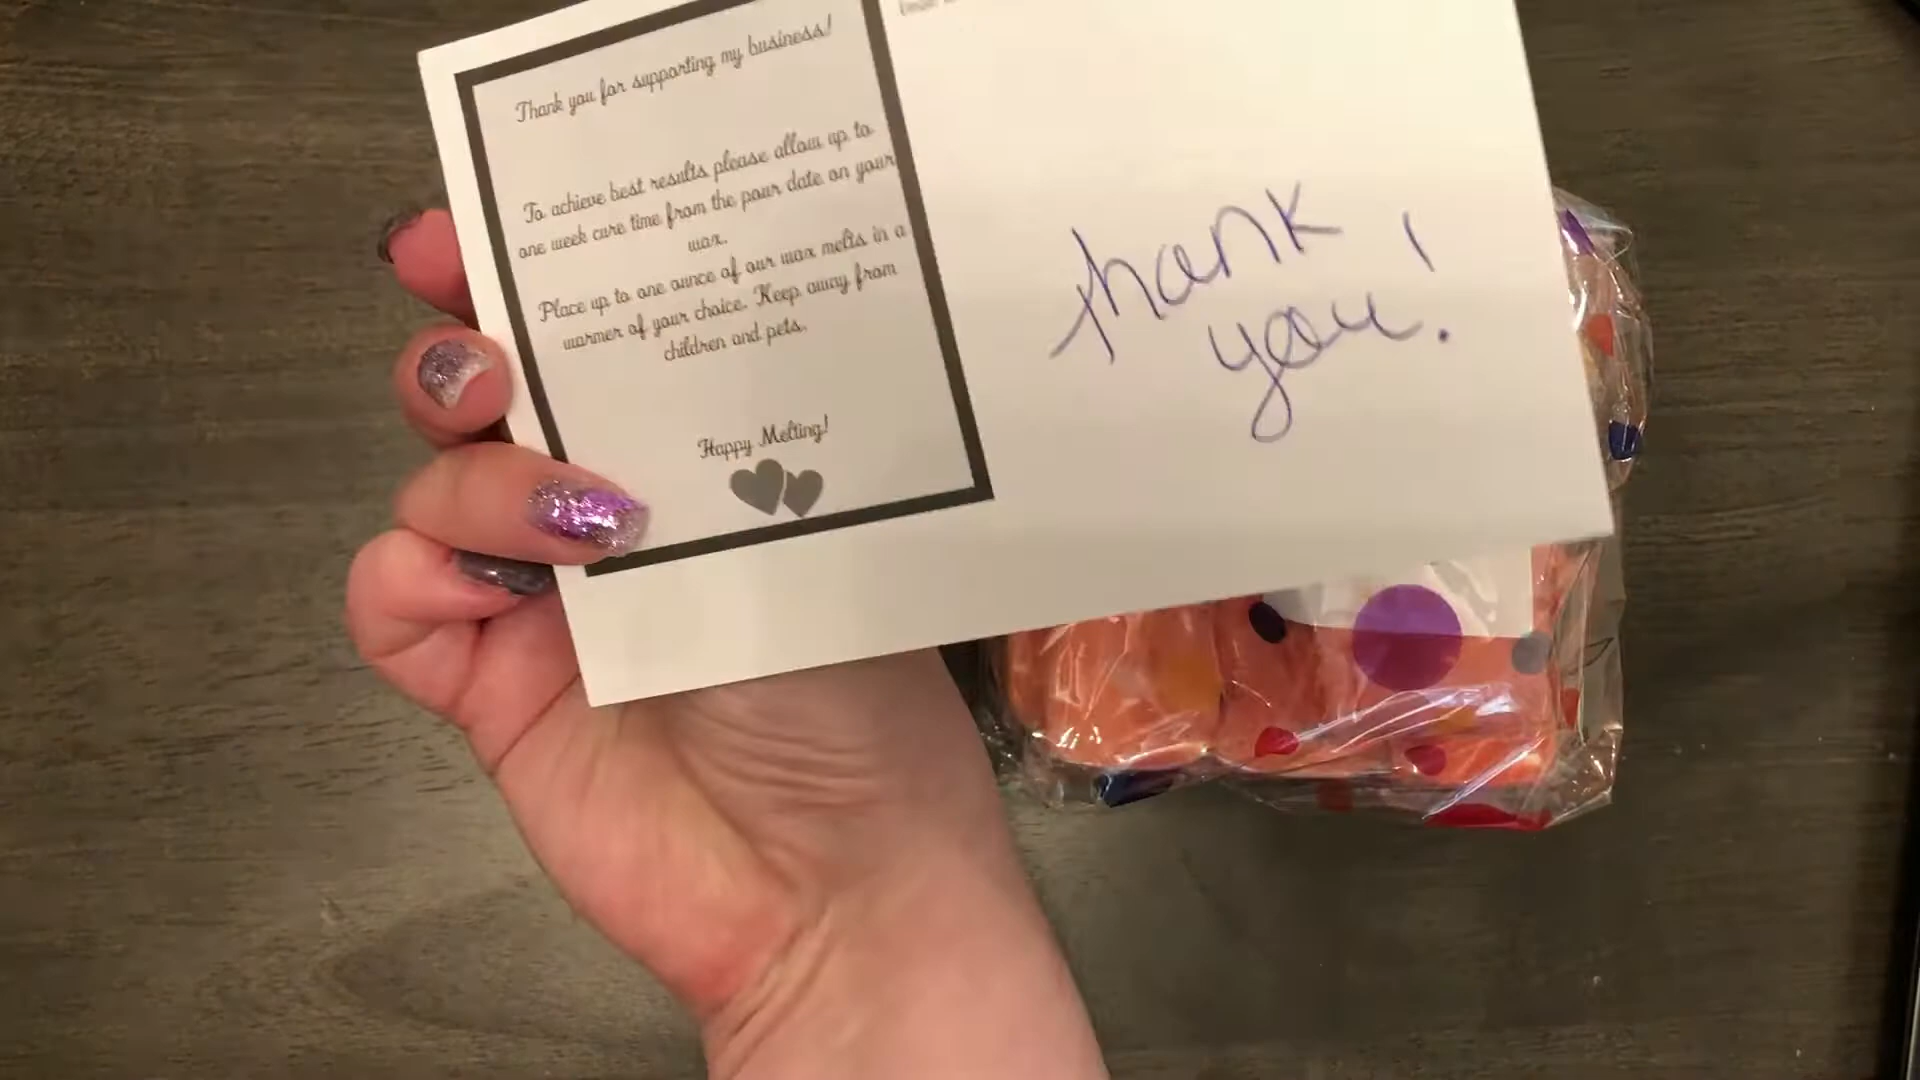 Thank you for supporting my business!
To achieve best results please allow up to
one week cure time from the pour date on your
wax.
Place up to one ounce of our wax melts in a
warmer of your choice. Keep away from
children and pets.
Happy Melting!
thank
you!